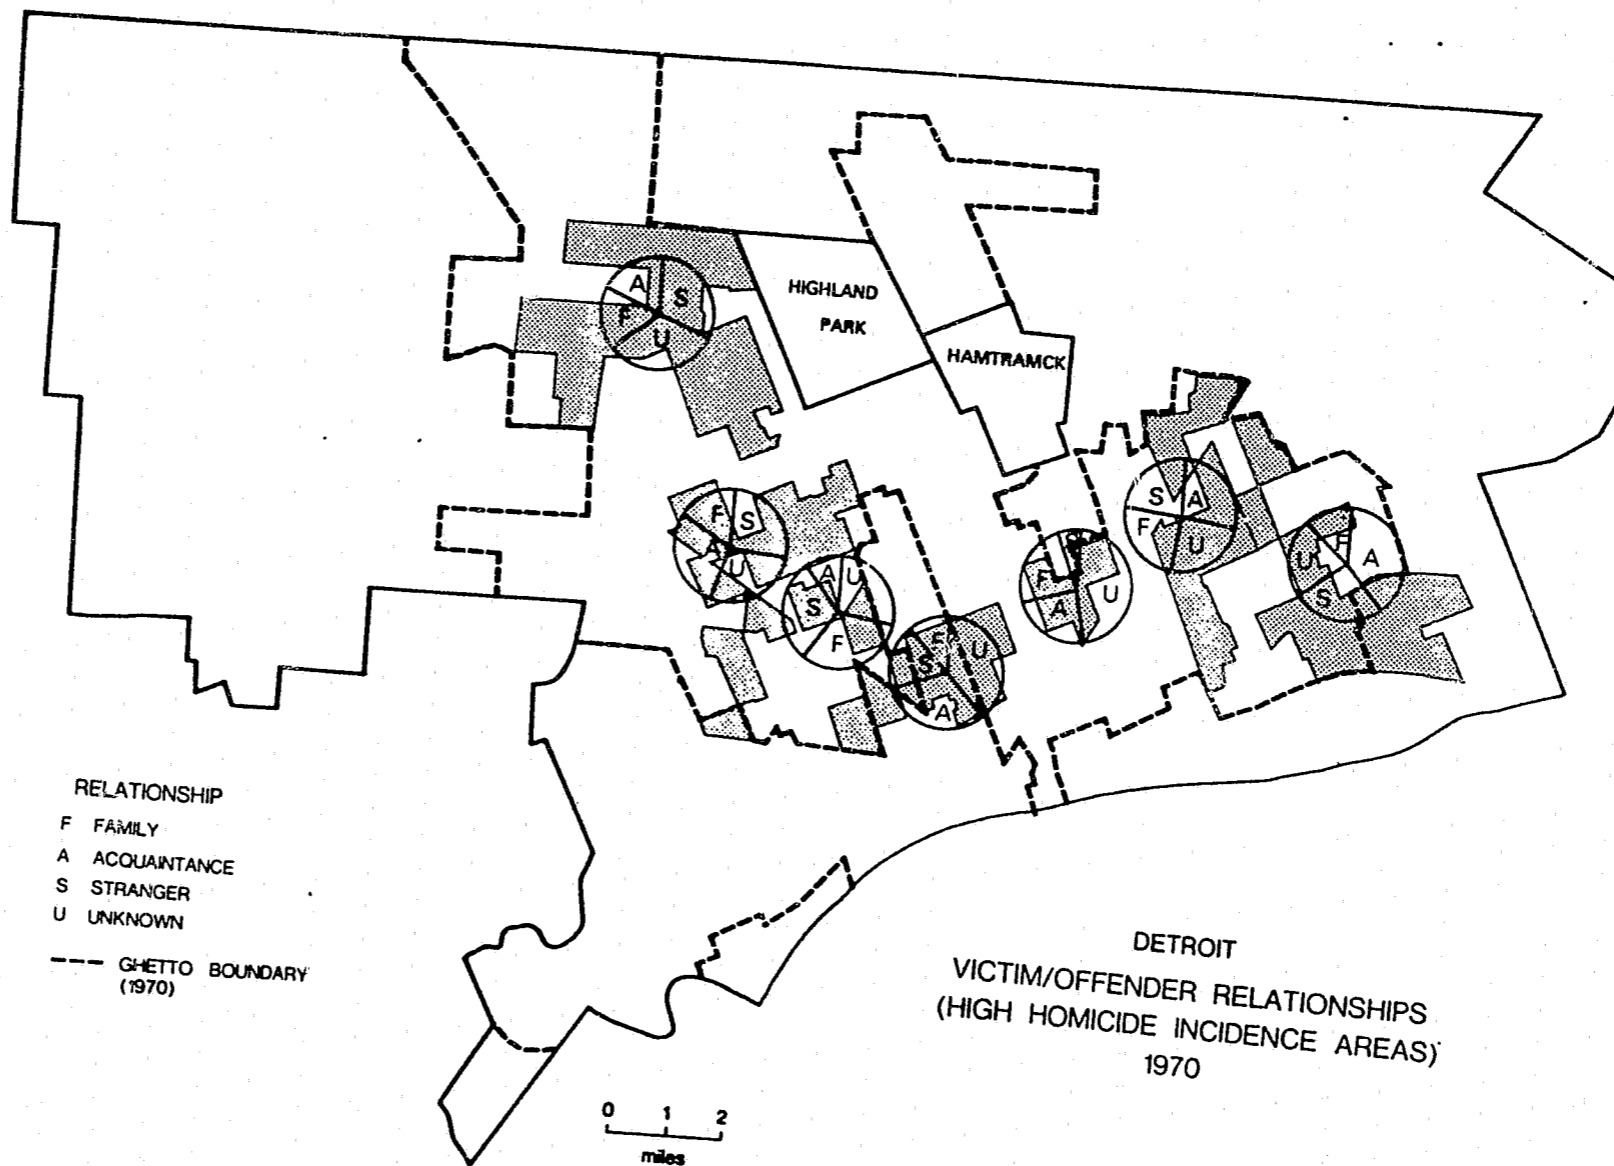 HIGHLAND
PARK
HAMTRAMCK
A
S
F
U
F
S
A
U
A
U
S
F
F
U
S
A
S
F
U
A
S
A
F
U
F
A
U
S
RELATIONSHIP
F FAMILY
A ACQUAINTANCE
S STRANGER
U UNKNOWN
GHETTO BOUNDARY
(1970)
DETROIT
VICTIM/OFFENDER RELATIONSHIPS
(HIGH HOMICIDE INCIDENCE AREAS)
1970
0 1 2
miles